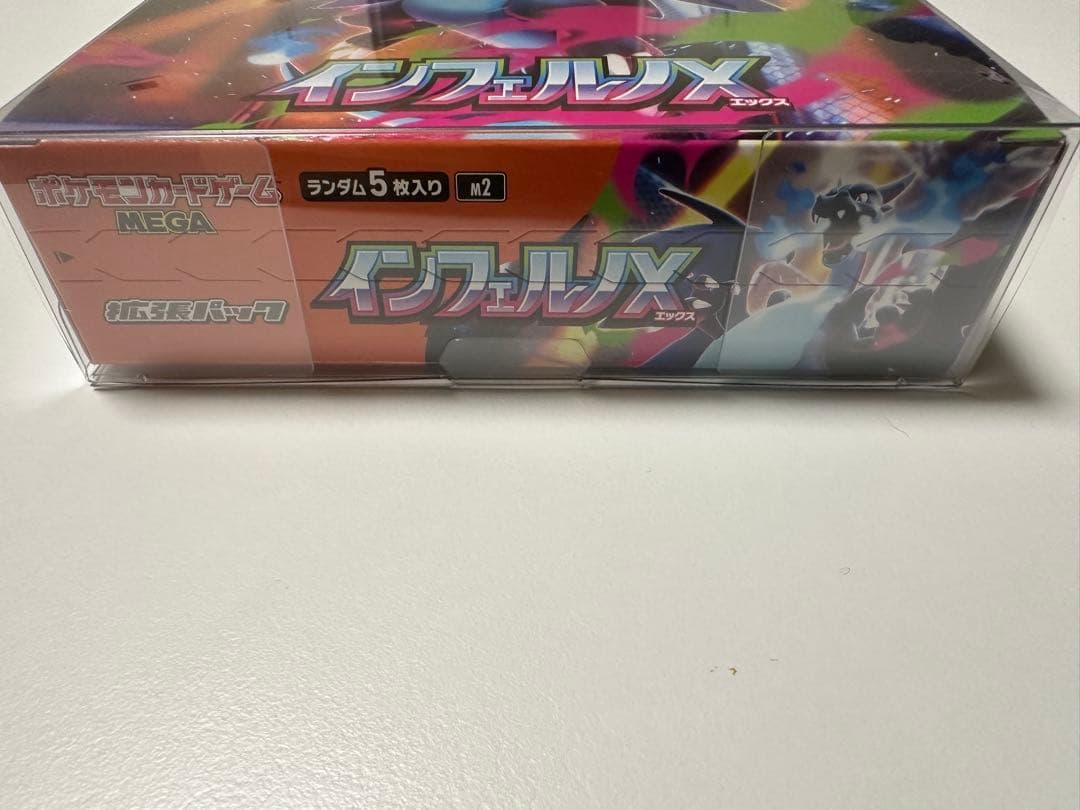 インフェルノX
エックス
ポケモンカードゲーム
MEGA
ランダム5枚入り
M2
インフェルノX
エックス
拡張パック